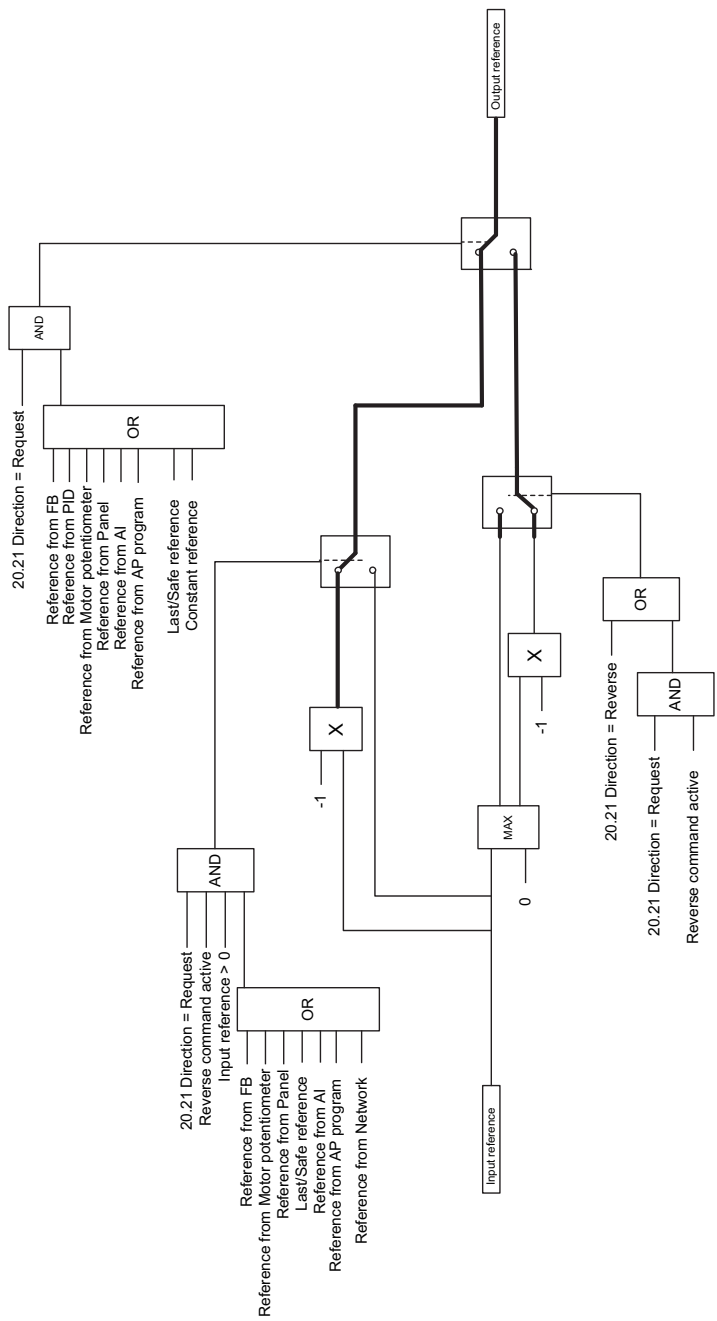 20.21 Direction = Request
Reference from FB
Reference from PID
Reference from Motor potentiometer
Reference from Panel
Reference from AI
Reference from AP program
Last/Safe reference
Constant reference
OR
AND
20.21 Direction = Request
Reverse command active
Input reference > 0
Reference from FB
Reference from Motor potentiometer
Reference from Panel
Last/Safe reference
Reference from AI
Reference from AP program
Reference from Network
OR
AND
-1
X
Input reference
0
MAX
-1
X
20.21 Direction = Reverse
20.21 Direction = Request
Reverse command active
AND
OR
Output reference